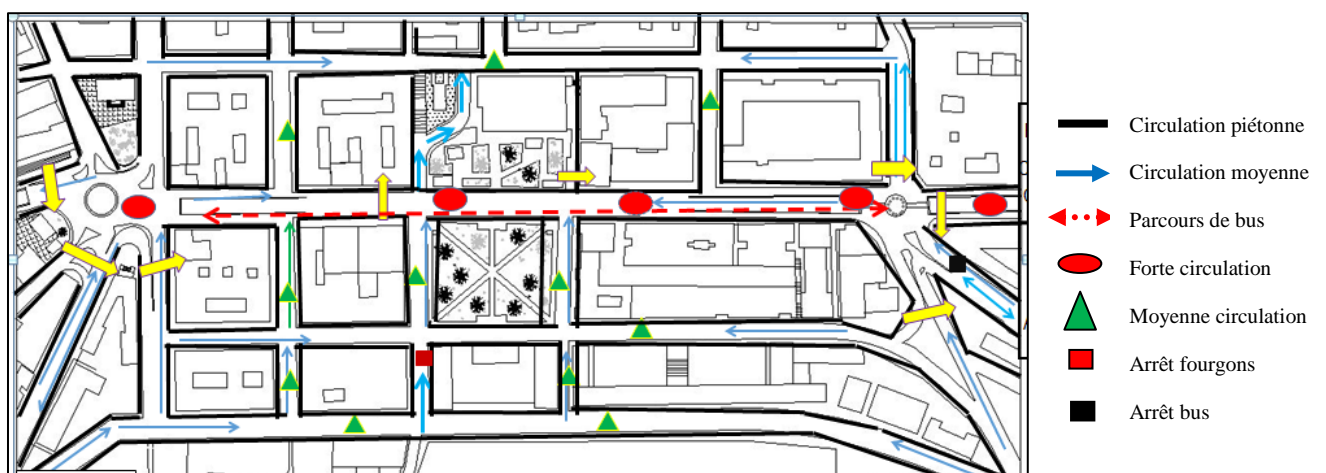 Circulation piétonne
Circulation moyenne
Parcours de bus
Forte circulation
Moyenne circulation
Arrêt fourgons
Arrêt bus